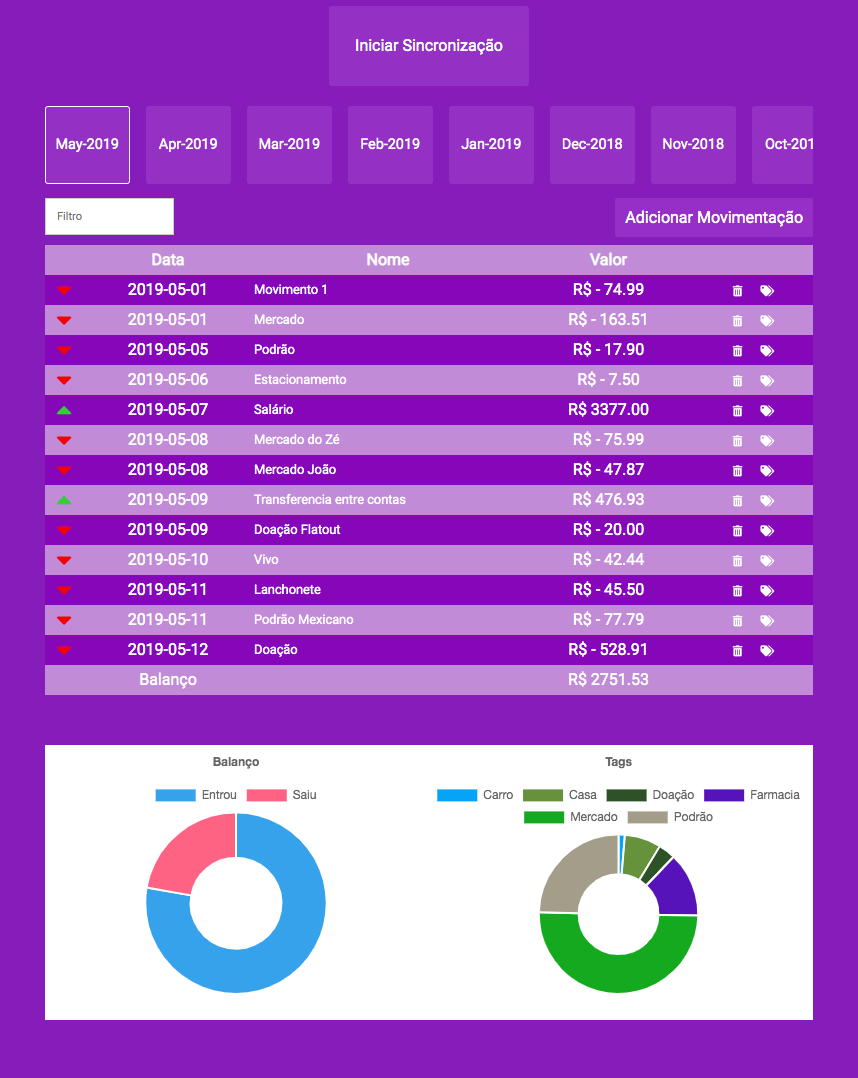 Iniciar Sincronização
May-2019 Apr-2019 Mar-2019 Feb-2019 Jan-2019 Dec-2018 Nov-2018 Oct-201
Filtro Adicionar Movimentação
Data Nome Valor
2019-05-01 Movimento 1 R$ - 74.99
2019-05-01 Mercado R$ - 163.51
2019-05-05 Podrão R$ - 17.90
2019-05-06 Estacionamento R$ - 7.50
2019-05-07 Salário R$ 3377.00
2019-05-08 Mercado do Zé R$ - 75.99
2019-05-08 Mercado João R$ - 47.87
2019-05-09 Transferencia entre contas R$ 476.93
2019-05-09 Doação Flatout R$ - 20.00
2019-05-10 Vivo R$ - 42.44
2019-05-11 Lanchonete R$ - 45.50
2019-05-11 Podrão Mexicano R$ - 77.79
2019-05-12 Doação R$ - 528.91
Balanço R$ 2751.53
Balanço
Entrou Saiu
Tags
Carro Casa Doação Farmacia
Mercado Podrão